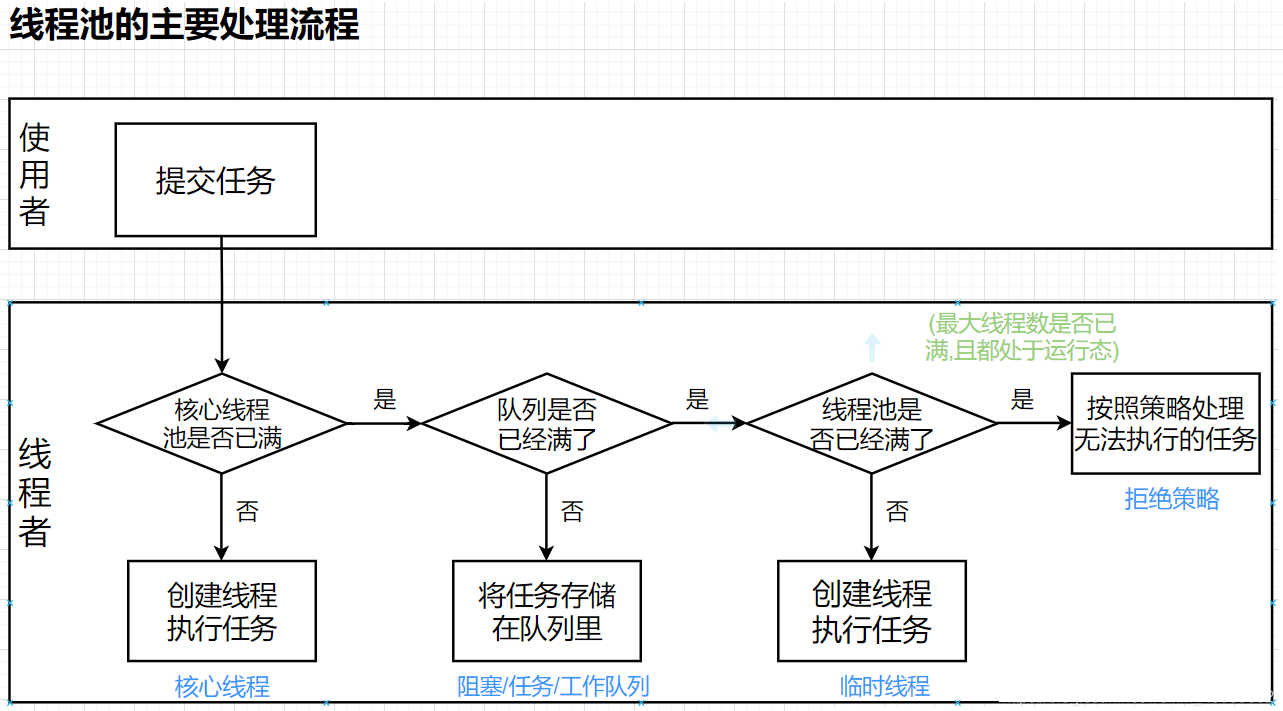 线程池的主要处理流程
使用者
提交任务
线程者
(最大线程数是否已
满,且都处于运行态)
核心线程
池是否已满
是
队列是否
已经满了
是
线程池是
否已经满了
是
按照策略处理
无法执行的任务
拒绝策略
否
否
否
创建线程
执行任务
将任务存储
在队列里
创建线程
执行任务
核心线程
阻塞/任务/工作队列
临时线程